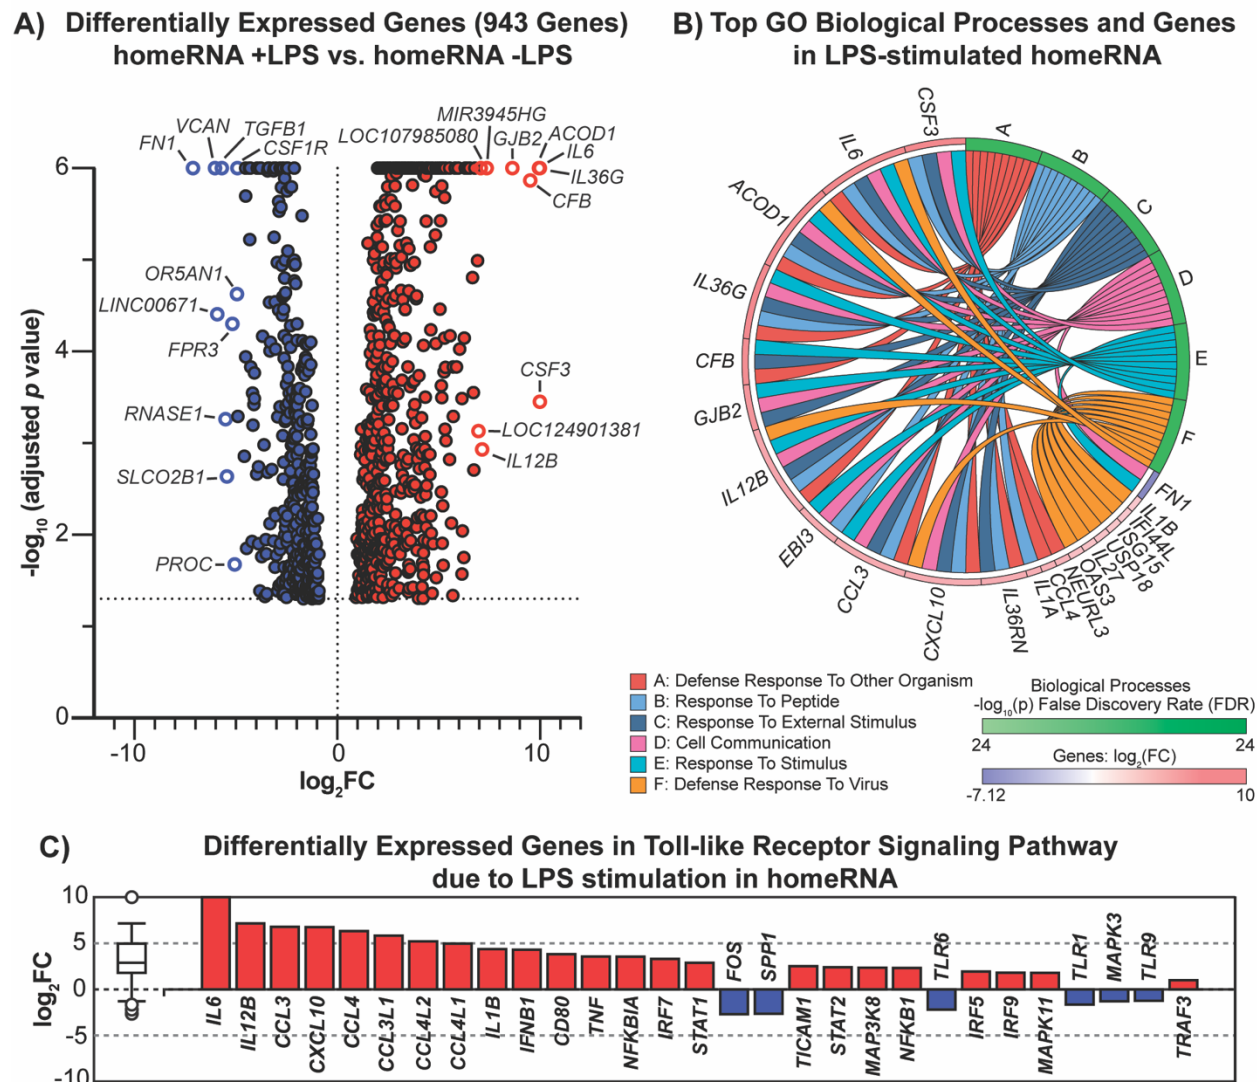 A) Differentially Expressed Genes (943 Genes)
homeRNA +LPS vs. homeRNA -LPS
MIR3945HG
VCAN
TGFB1
LOC107985080
GJB2
ACOD1
FN1
CSF1R
IL6
IL36G
CFB
OR5AN1
LINC00671
FPR3
CSF3
RNASE1
LOC124901381
IL12B
SLCO2B1
PROC
6
4
2
0
-log10 (adjusted p value)
-10
0
10
log2FC
B) Top GO Biological Processes and Genes
in LPS-stimulated homeRNA
CSF3
A
B
C
D
E
F
IL6
ACOD1
IL36G
CFB
GJB2
IL12B
EBI3
CCL3
CXCL10
IL36RN
IL1A
CCL4
NEURL3
OAS3
IL27
USP18
ISG15
IFI44L
IL1B
FN1
A: Defense Response To Other Organism
B: Response To Peptide
C: Response To External Stimulus
D: Cell Communication
E: Response To Stimulus
F: Defense Response To Virus
Biological Processes
-log10(p) False Discovery Rate (FDR)
24
24
Genes: log2(FC)
-7.12
10
C) Differentially Expressed Genes in Toll-like Receptor Signaling Pathway
due to LPS stimulation in homeRNA
10
5
0
-5
-10
log2FC
IL6
IL12B
CCL3
CXCL10
CCL4
CCL3L1
CCL4L2
CCL4L1
IL1B
IFNB1
CD80
TNF
NFKBIA
IRF7
STAT1
FOS
SPP1
TICAM1
STAT2
MAP3K8
NFKB1
TLR6
IRF5
IRF9
MAPK11
TLR1
MAPK3
TLR9
TRAF3